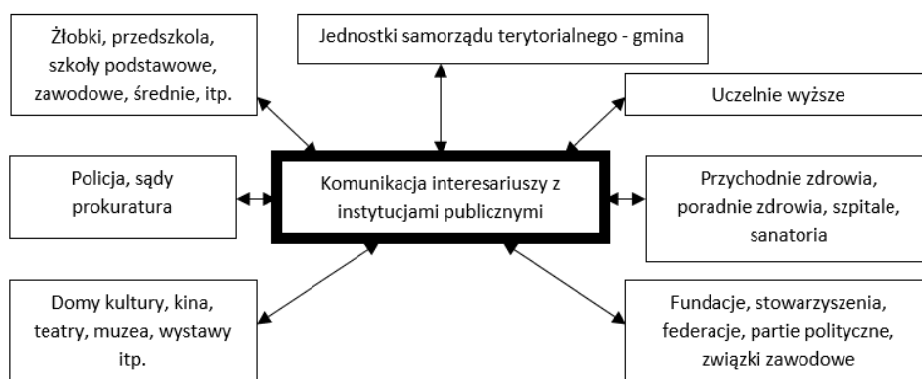 Żłobki, przedszkola,
szkoły podstawowe,
zawodowe, średnie, itp.
Jednostki samorządu terytorialnego - gmina
Uczelnie wyższe
Policja, sądy
prokuratura
Komunikacja interesariuszy z
instytucjami publicznymi
Przychodnie zdrowia,
poradnie zdrowia, szpitale,
sanatoria
Domy kultury, kina,
teatry, muzea, wystawy
itp.
Fundacje, stowarzyszenia,
federacje, partie polityczne,
związki zawodowe